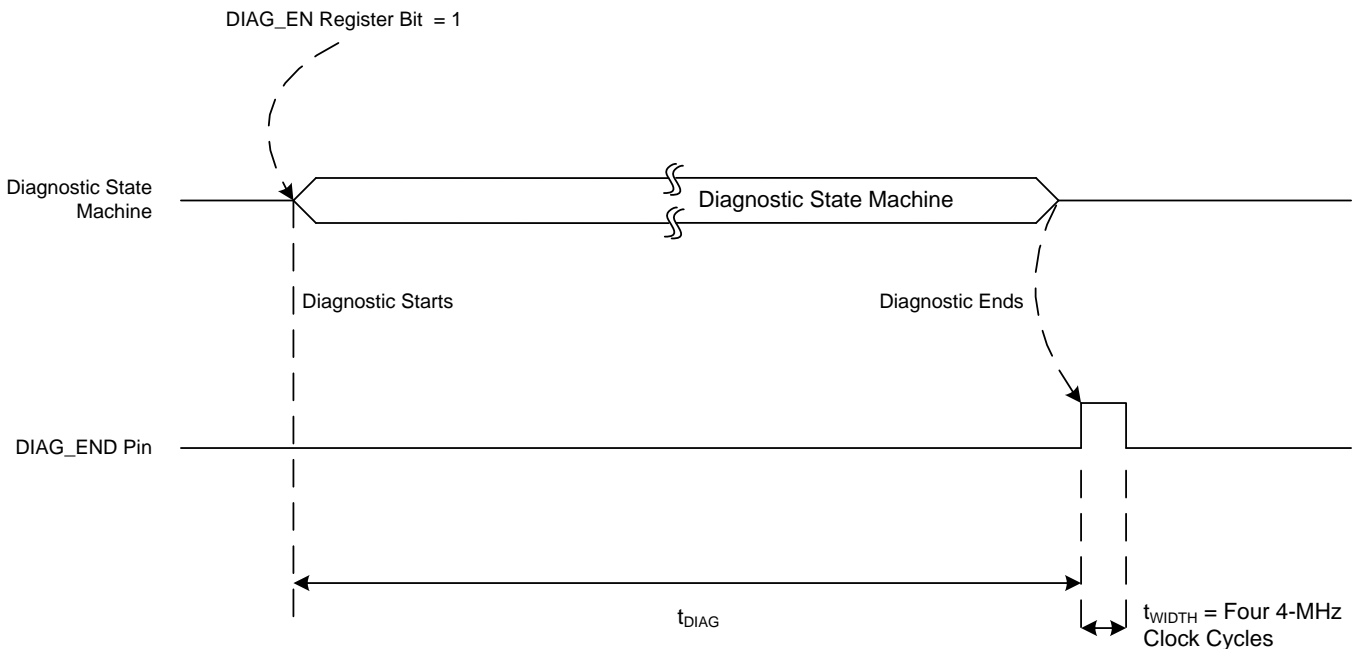 DIAG_EN Register Bit = 1
Diagnostic State
Machine
Diagnostic State Machine
Diagnostic Starts
Diagnostic Ends
DIAG_END Pin
tDIAG
tWIDTH = Four 4-MHz
Clock Cycles